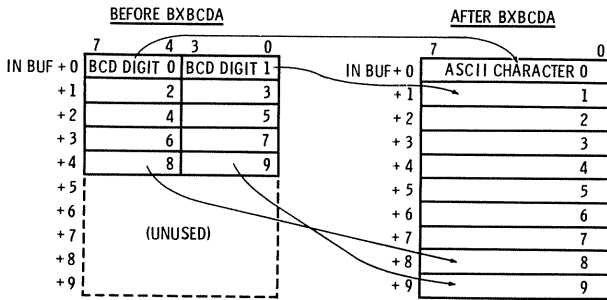 BEFORE BXBCDA
AFTER BXBCDA
7 4 3 0
7 0
IN BUF + 0 BCD DIGIT 0 BCD DIGIT 1
IN BUF + 0 ASCII CHARACTER 0
+1 2 3
+1 1
+2 4 5
+2 2
+3 6 7
+3 3
+4 8 9
+4 4
+5
+5 5
+6
+6 6
+7 (UNUSED)
+7 7
+8
+8 8
+9
+9 9